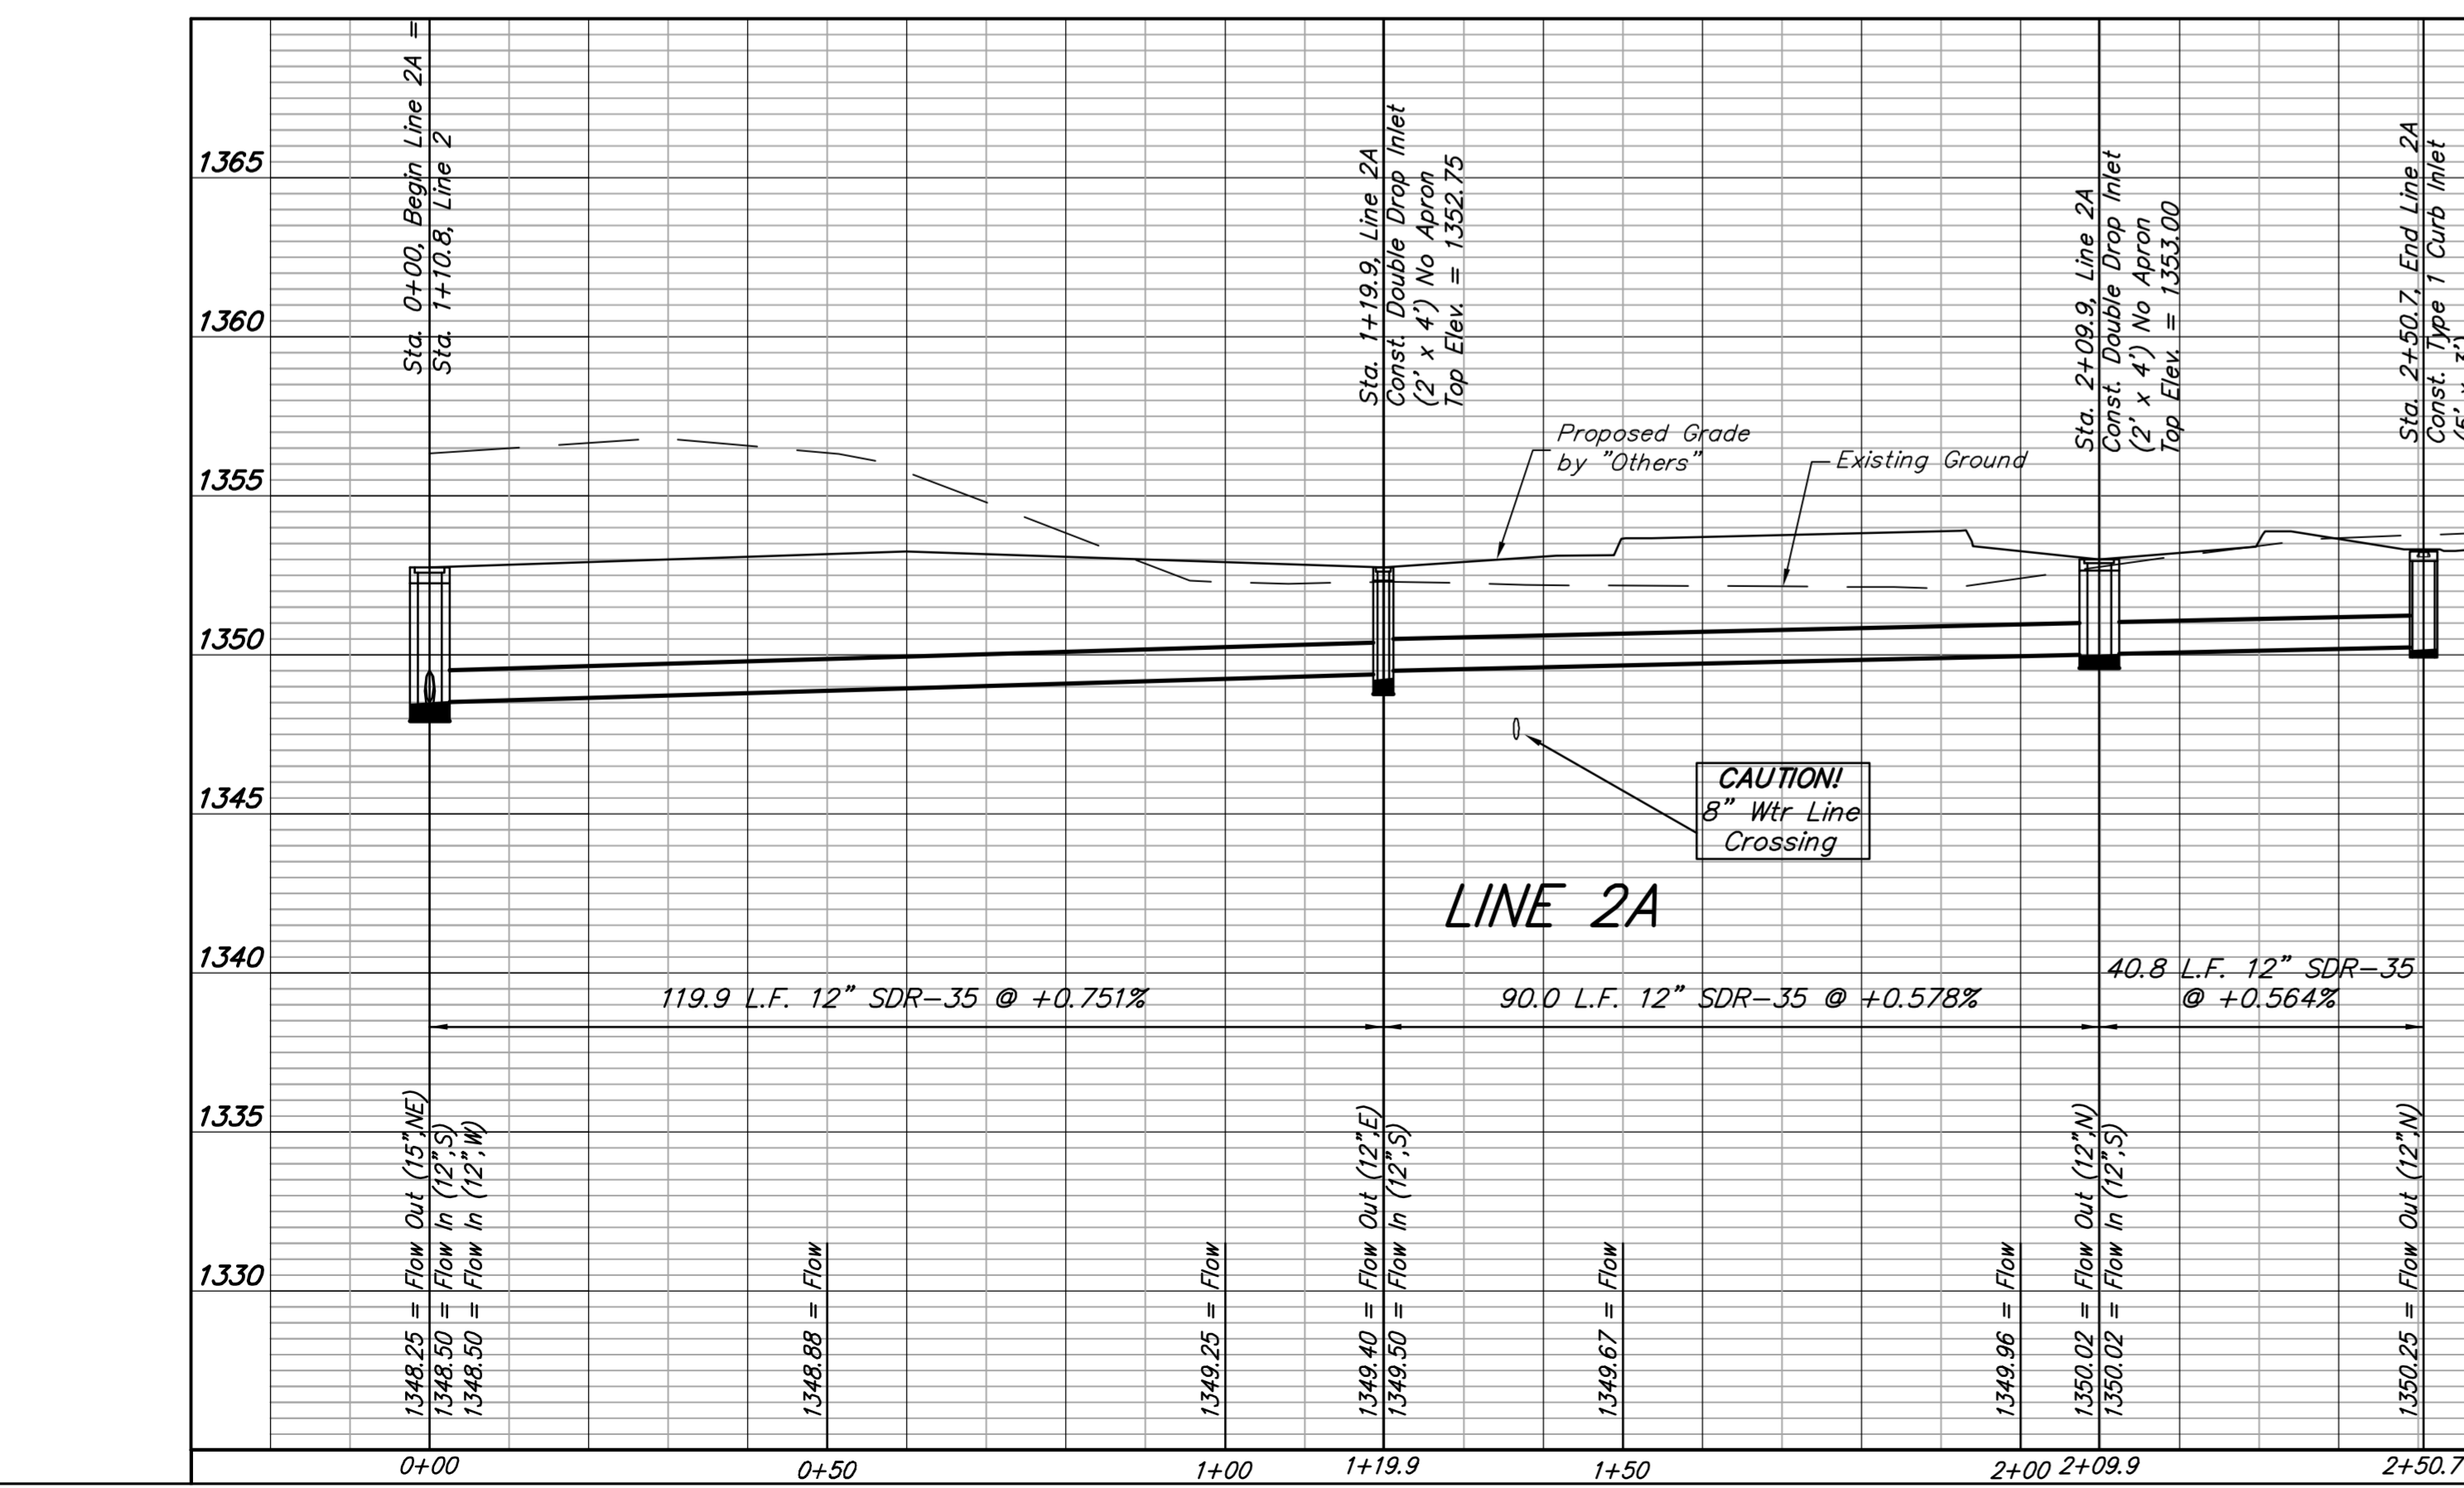 Sta. 0+00, Begin Line 2A =
Sta. 1+10.8, Line 2
Sta. 1+19.9, Line 2A
Const. Double Drop Inlet
(2' x 4') No Apron
Top Elev. = 1352.75
Sta. 2+09.9, Line 2A
Const. Double Drop Inlet
(2' x 4') No Apron
Top Elev. = 1353.00
Sta. 2+50.7, End Line 2A
Const. Type 1 Curb Inlet
1365
1360
1355
1350
1345
1340
1335
1330
Proposed Grade
by "Others"
Existing Ground
CAUTION!
8" Wtr Line
Crossing
LINE 2A
119.9 L.F. 12" SDR-35 @ +0.751%
90.0 L.F. 12" SDR-35 @ +0.578%
40.8 L.F. 12" SDR-35
@ +0.564%
1348.25 = Flow Out (15",NE)
1348.50 = Flow In (12",S)
1348.50 = Flow In (12",W)
1348.88 = Flow
1349.25 = Flow
1349.40 = Flow Out (12",E)
1349.50 = Flow In (12",S)
1349.67 = Flow
1349.96 = Flow
1350.02 = Flow Out (12",N)
1350.02 = Flow In (12",S)
1350.25 = Flow Out (12",N)
0+00
0+50
1+00
1+19.9
1+50
2+00
2+09.9
2+50.7